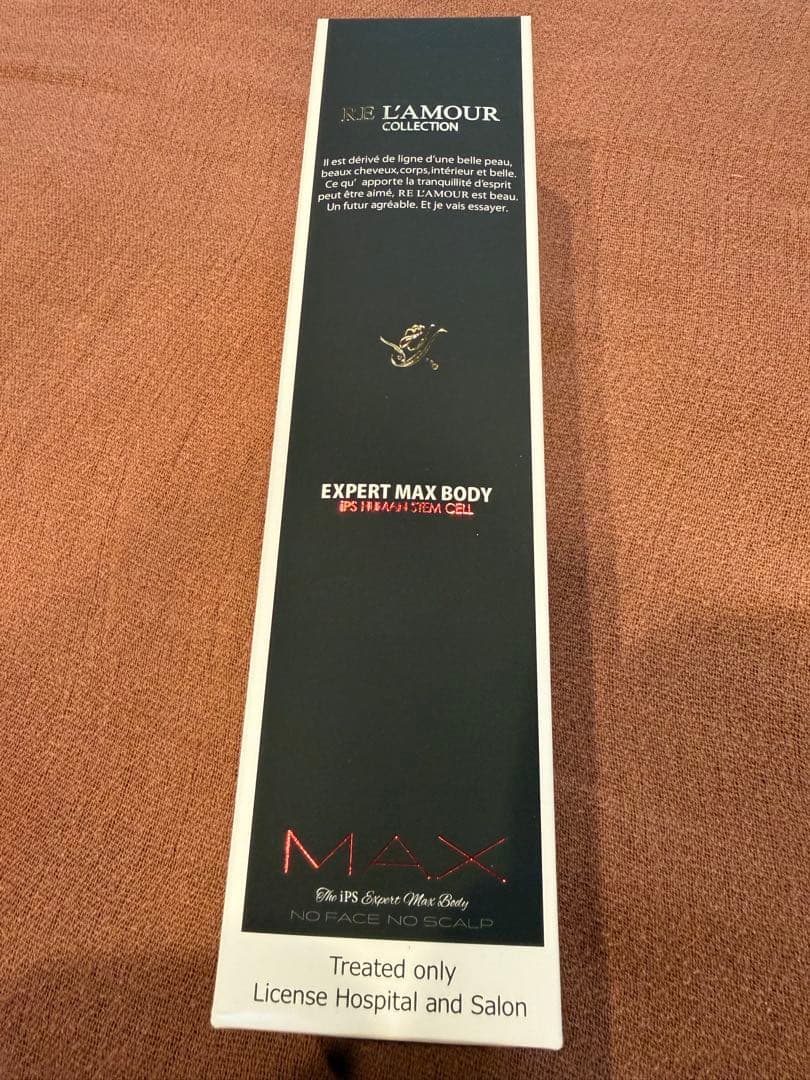 RE L'AMOUR
COLLECTION
Il est dérivé de ligne d'une belle peau,
beaux cheveux,corps,intérieur et belle.
Ce qu' apporte la tranquillité d'esprit
peut être aimé, RE L'AMOUR est beau.
Un futur agréable. Et je vais essayer.
EXPERT MAX BODY
iPS HUMAN STEM CELL
MAX
The iPS Expert Max Body
NO FACE NO SCALP
Treated only
License Hospital and Salon